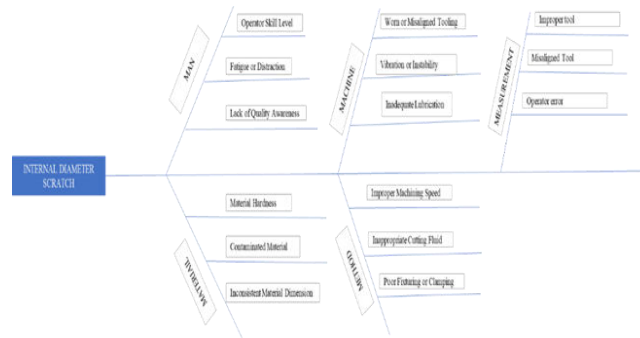 Operator Skill Level
Fatigue or Distraction
Lack of Quality Awareness
MAN
Worn or Misaligned Tooling
Vibration or Instability
Inadequate Lubrication
MACHINE
Improper tool
Misaligned Tool
Operator error
MEASUREMENT
INTERNAL DIAMETER
SCRATCH
Material Hardness
Contaminated Material
Inconsistent Material Dimension
MATERIAL
Improper Machining Speed
Inappropriate Cutting Fluid
Poor Fixturing or Clamping
METHOD